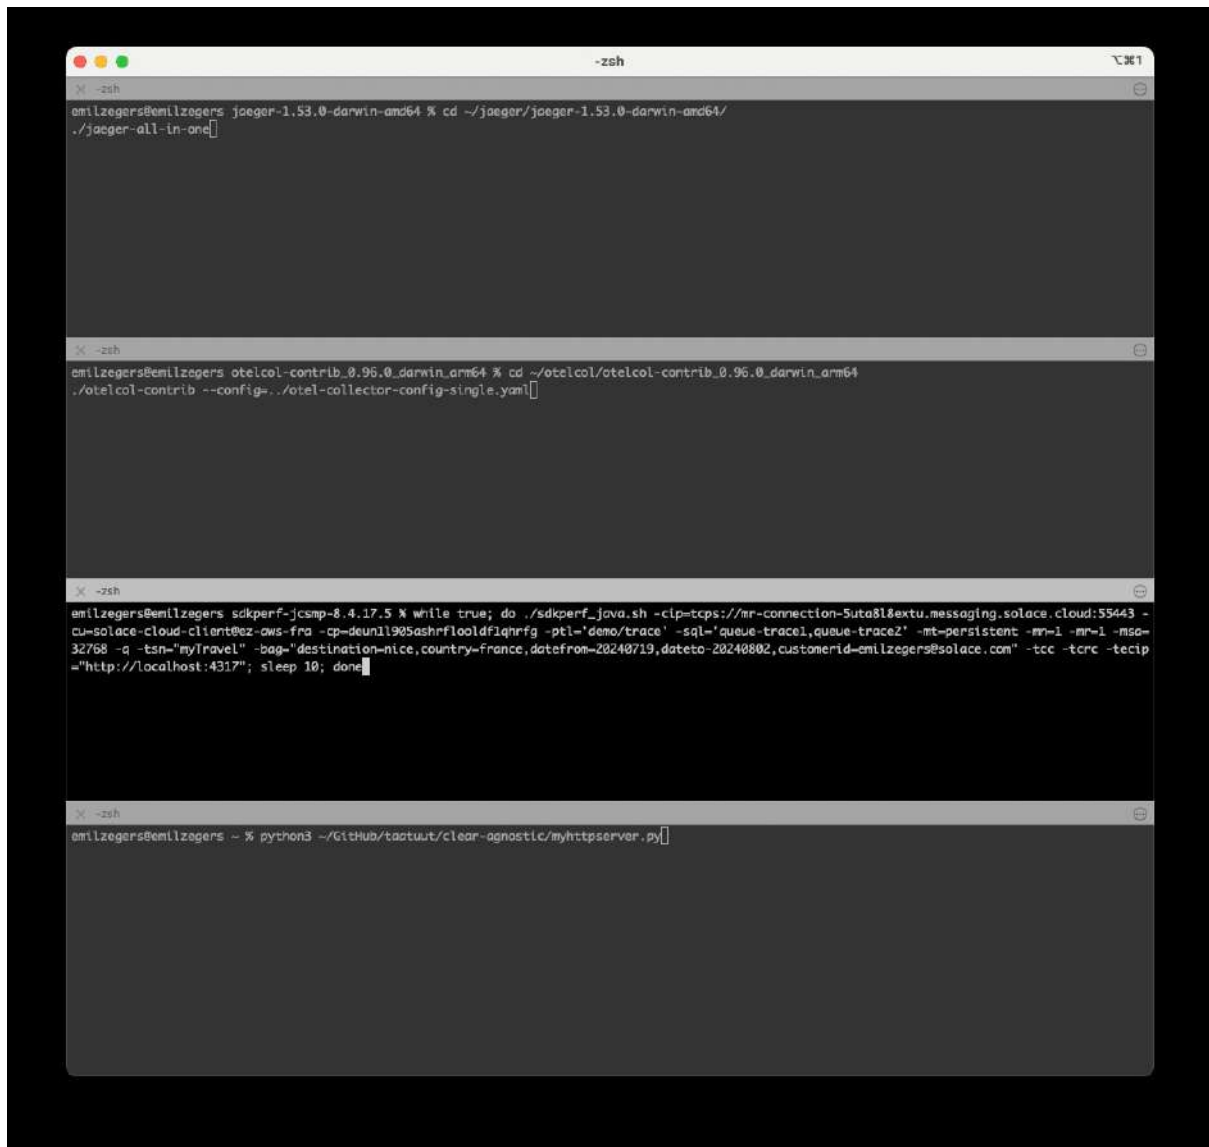 -zsh
⌥⌘1
-zsh
emilzegers@emilzegers jaeger-1.53.0-darwin-amd64 % cd ~/jaeger/jaeger-1.53.0-darwin-amd64/
./jaeger-all-in-one
-zsh
emilzegers@emilzegers otelcol-contrib_0.96.0_darwin_arm64 % cd ~/otelcol/otelcol-contrib_0.96.0_darwin_arm64
./otelcol-contrib --config=../otel-collector-config-single.yaml
-zsh
emilzegers@emilzegers sdkperf-jcsmp-8.4.17.5 % while true; do ./sdkperf_java.sh -cip=tcps://mr-connection-5uta8l8extu.messaging.solace.cloud:55443 -
cu=solace-cloud-client@ez-aws-fra -cp=deun1l905ashrflooldf1qhrfg -ptl='demo/trace' -sql='queue-trace1,queue-trace2' -mt=persistent -mn=1 -mr=1 -msa=
32768 -q -tsn="myTravel" -bag="destination=nice,country=france,datefrom=20240719,dateto-20240802,customerid=emilzegers@solace.com" -tcc -tcrc -tecip
="http://localhost:4317"; sleep 10; done
-zsh
emilzegers@emilzegers ~ % python3 ~/GitHub/taatuut/clear-agnostic/myhttpserver.py